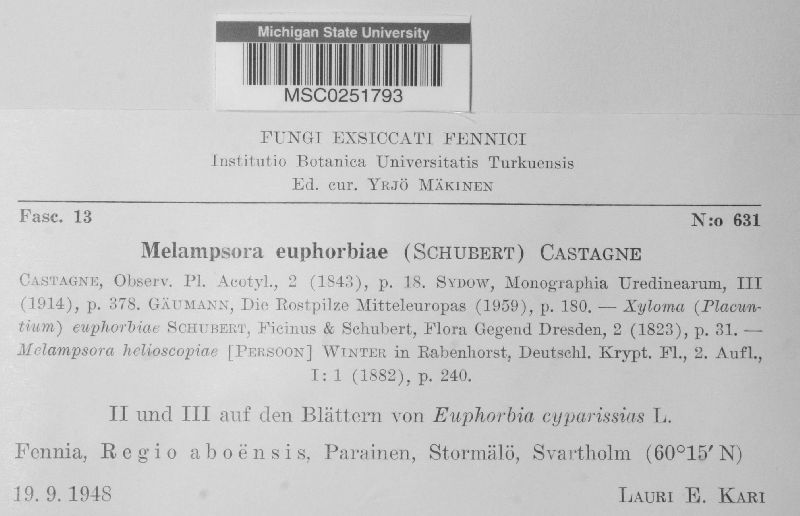 Michigan State University
MSC0251793
FUNGI EXSICCATI FENNICI
Institutio Botanica Universitatis Turkuensis
Ed. cur. YRJÖ MÄKINEN
Fasc. 13 N:o 631
Melampsora euphorbiae (SCHUBERT) CASTAGNE
CASTAGNE, Observ. Pl. Acotyl., 2 (1843), p. 18. SYDOW, Monographia Uredinearum, III
(1914), p. 378. GÄUMANN, Die Rostpilze Mitteleuropas (1959), p. 180. — Xyloma (Placun-
tium) euphorbiae SCHUBERT, Ficinus & Schubert, Flora Gegend Dresden, 2 (1823), p. 31. —
Melampsora helioscopiae [PERSOON] WINTER in Rabenhorst, Deutschl. Krypt. Fl., 2. Aufl.,
I: 1 (1882), p. 240.
II und III auf den Blättern von Euphorbia cyparissias L.
Fennia, Regio aboënsis, Parainen, Stormälö, Svartholm (60°15′ N)
19. 9. 1948 LAURI E. KARI